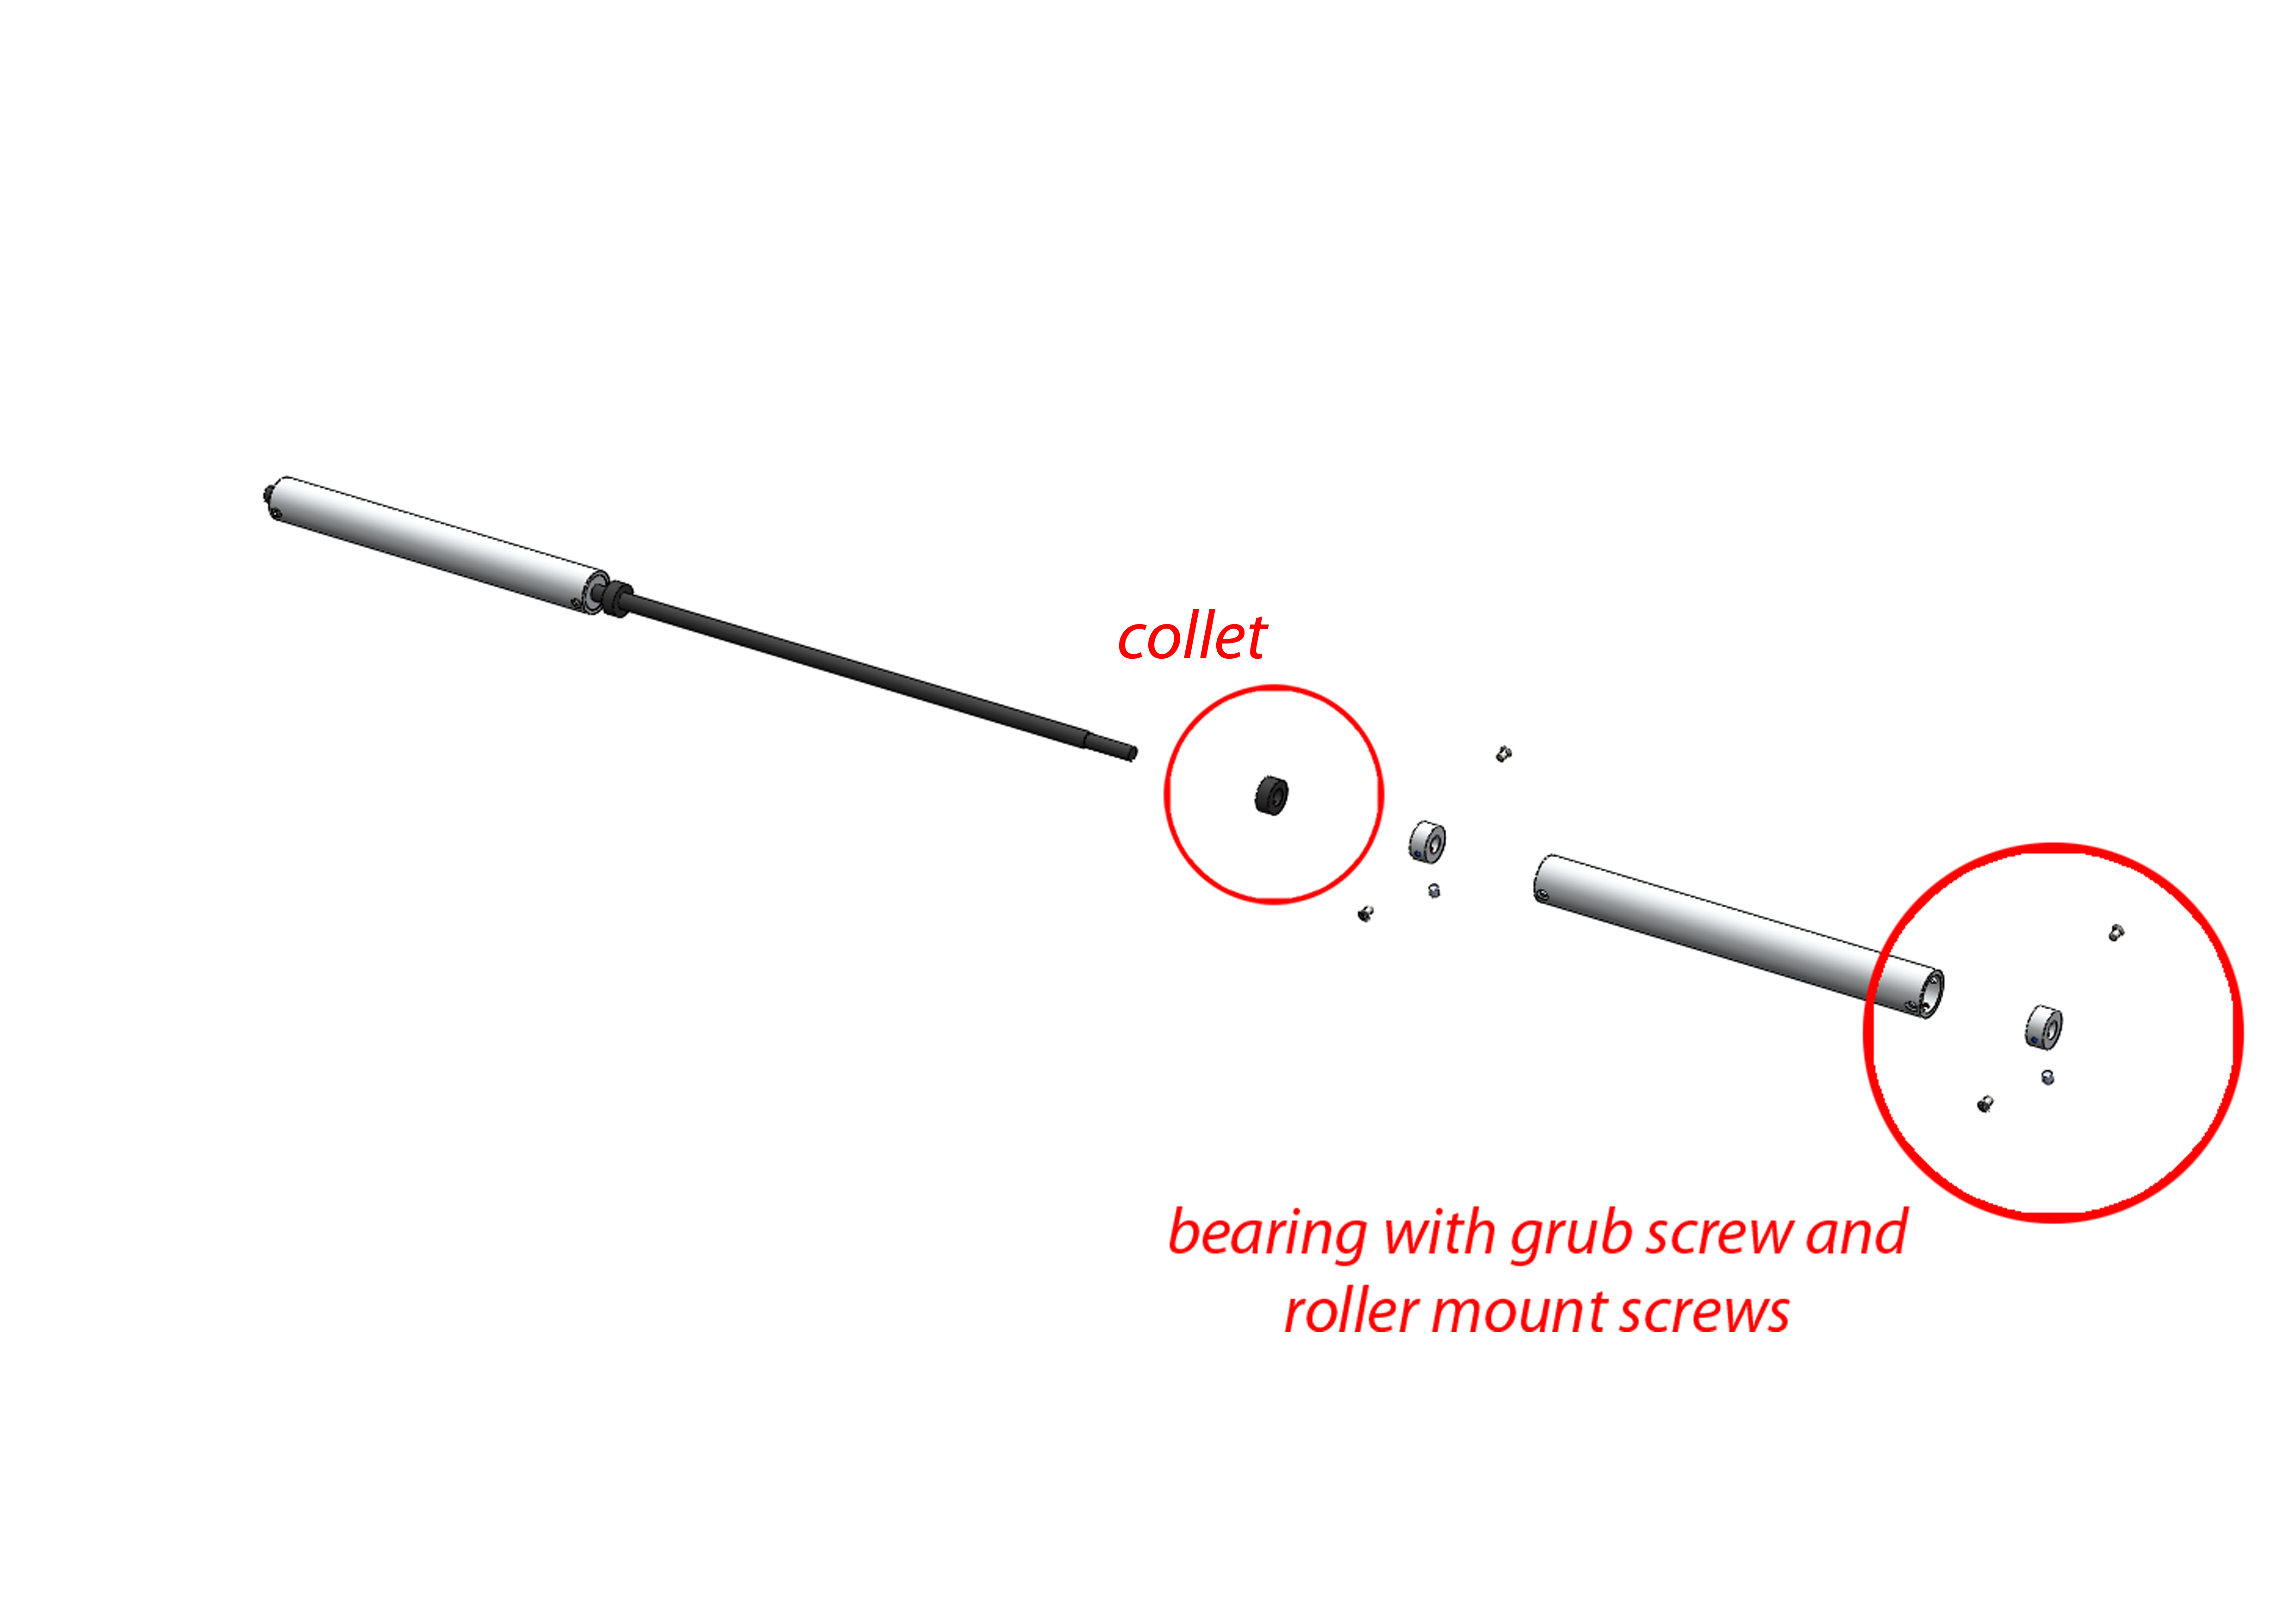 collet
bearing with grub screw and
roller mount screws